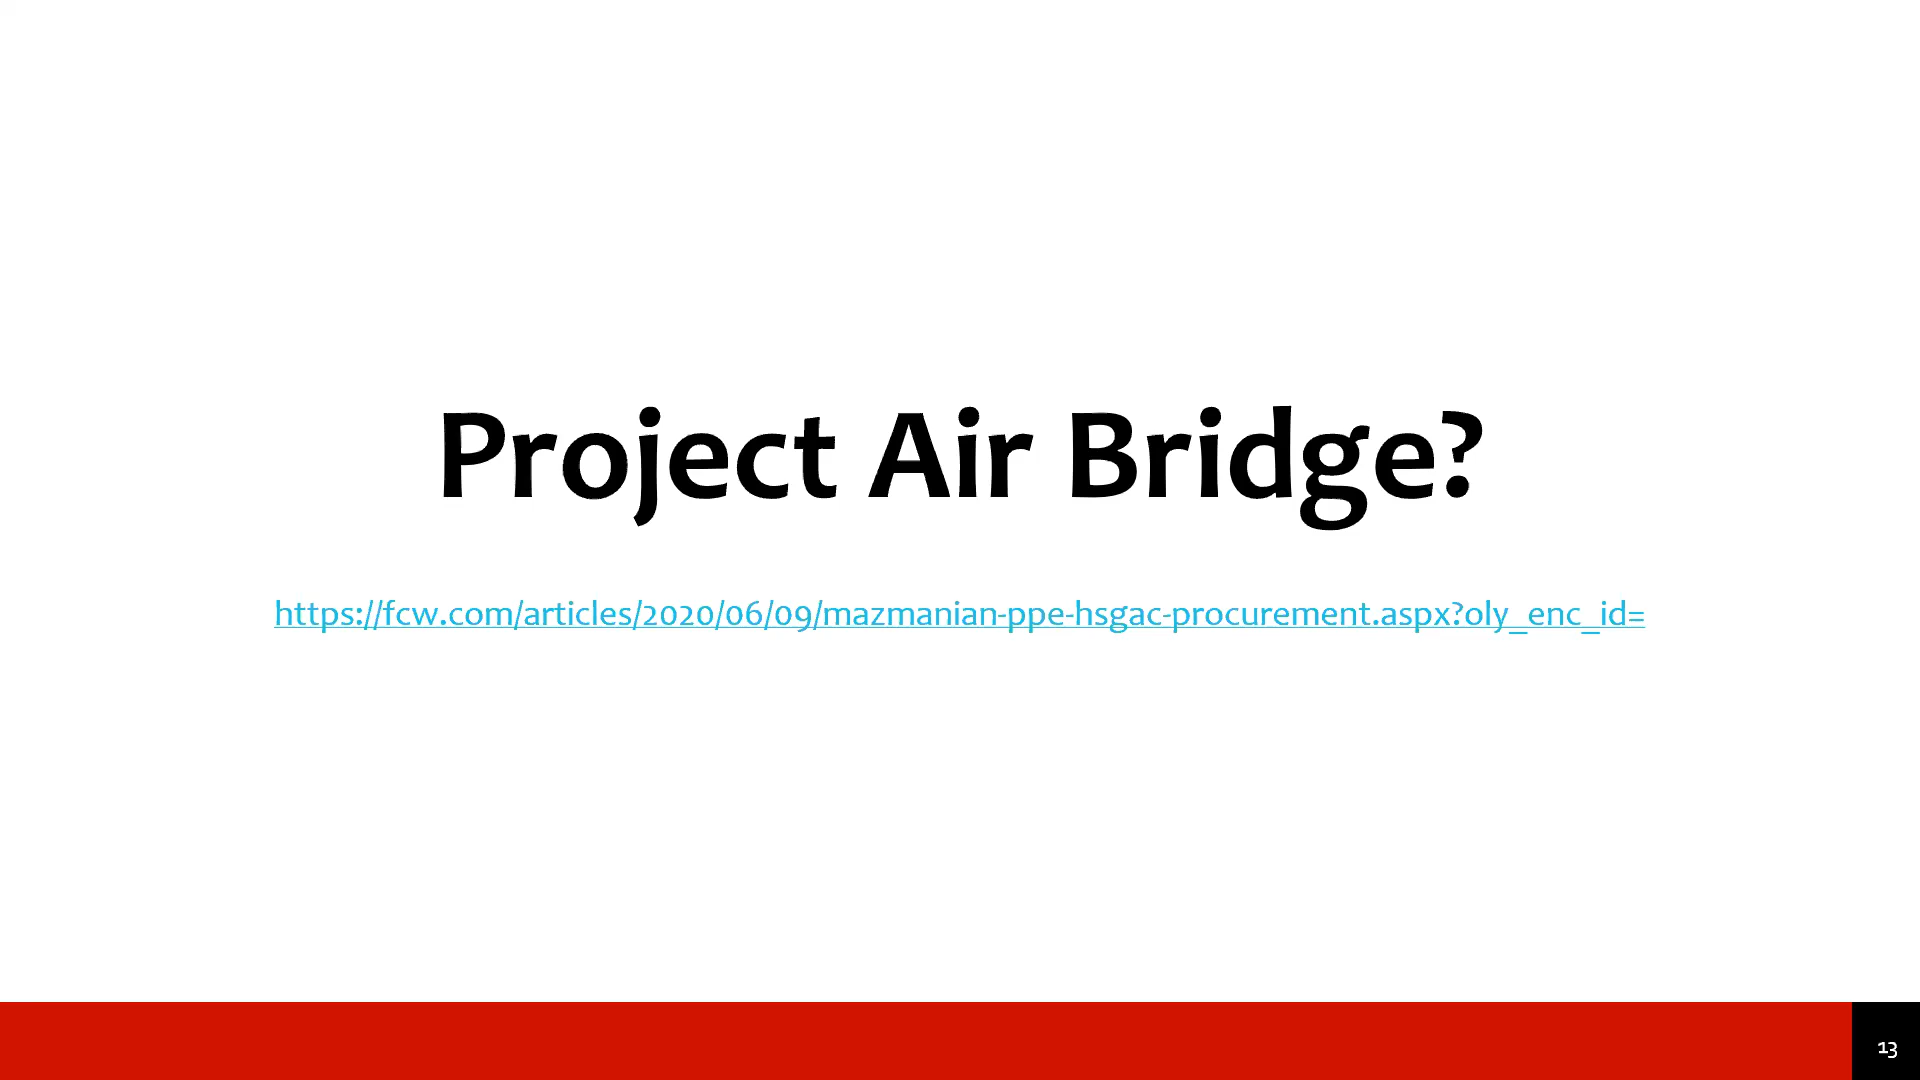 Project Air Bridge?
https://fcw.com/articles/2020/06/09/mazmanian-ppe-hsgac-procurement.aspx?oly_enc_id=
13